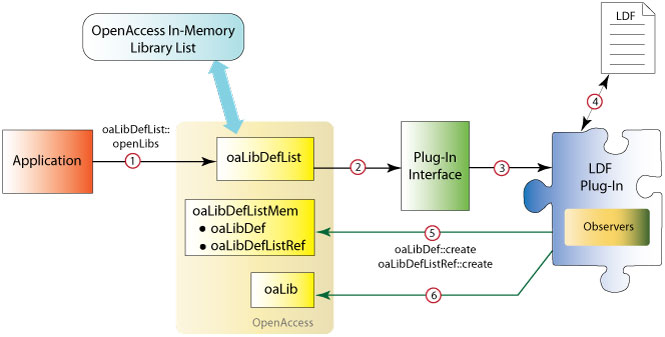 OpenAccess In-Memory
Library List
LDF
oaLibDefList::
openLibs
Application
1
oaLibDefList
2
Plug-In
Interface
3
4
LDF
Plug-In
Observers
oaLibDefListMem
● oaLibDef
● oaLibDefListRef
5
oaLibDef::create
oaLibDefListRef::create
oaLib
6
OpenAccess